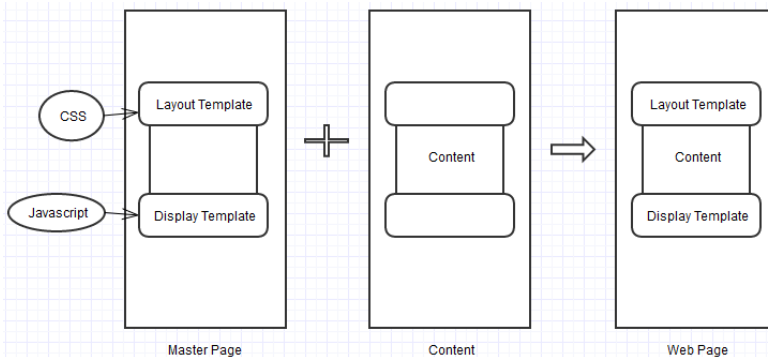 Layout Template
CSS
Javascript
Display Template
Master Page
Content
Content
Layout Template
Content
Display Template
Web Page